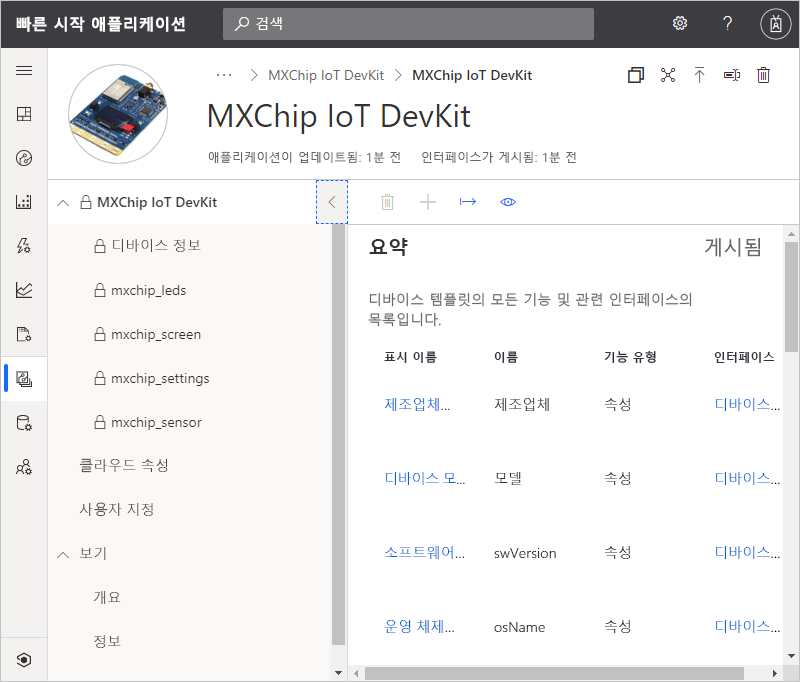 빠른 시작 애플리케이션
검색
?
··· > MXChip IoT DevKit > MXChip IoT DevKit
MXChip IoT DevKit
애플리케이션이 업데이트됨: 1분 전 인터페이스가 게시됨: 1분 전
MXChip IoT DevKit
디바이스 정보
mxchip_leds
mxchip_screen
mxchip_settings
mxchip_sensor
클라우드 속성
사용자 지정
보기
개요
정보
요약 게시됨
디바이스 템플릿의 모든 기능 및 관련 인터페이스의
목록입니다.
표시 이름 이름 기능 유형 인터페이스
제조업체... 제조업체 속성 디바이스...
디바이스 모... 모델 속성 디바이스...
소프트웨어... swVersion 속성 디바이스...
운영 체제... osName 속성 디바이스...